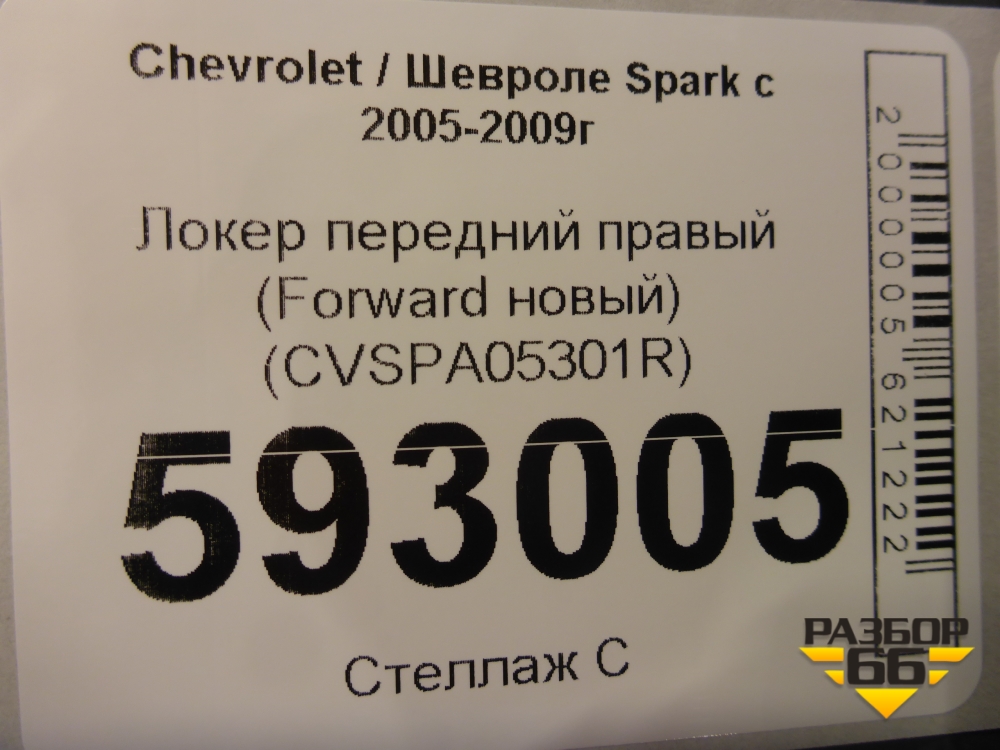 Chevrolet / Шевроле Spark с
2005-2009г
Локер передний правый
(Forward новый)
(CVSPA05301R)
593005
Стеллаж С
2000005621222
РАЗБОР
66